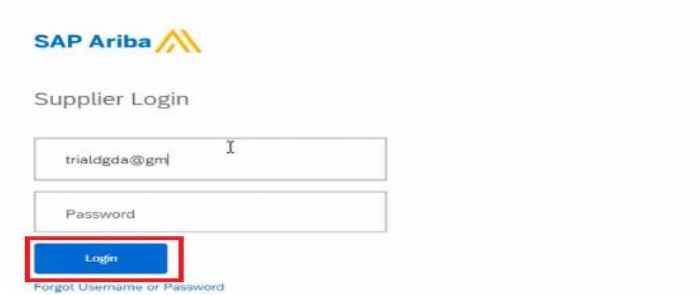 SAP Ariba
Supplier Login
trialdgda@gm
Password
Login
Forgot Username or Password